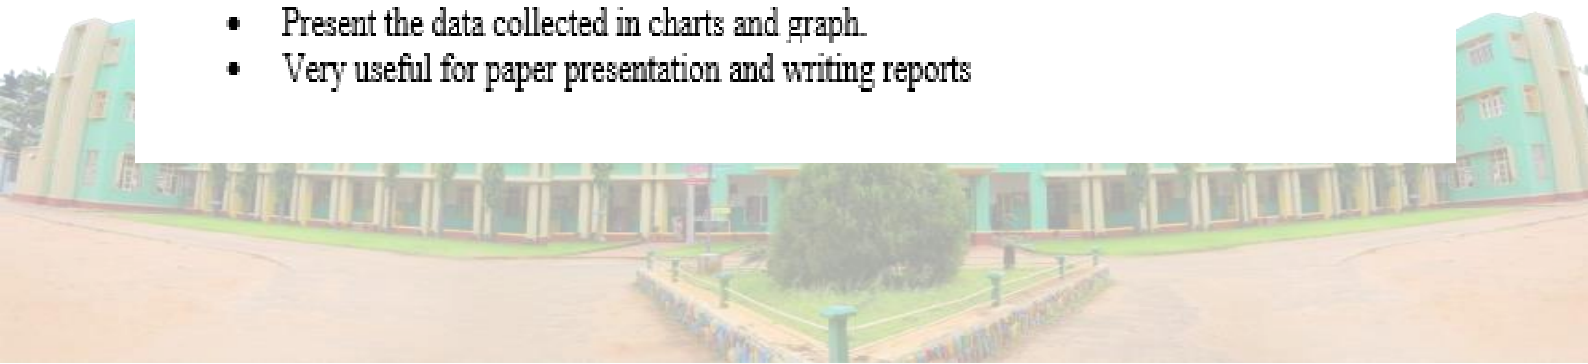 • Present the data collected in charts and graph.
• Very useful for paper presentation and writing reports